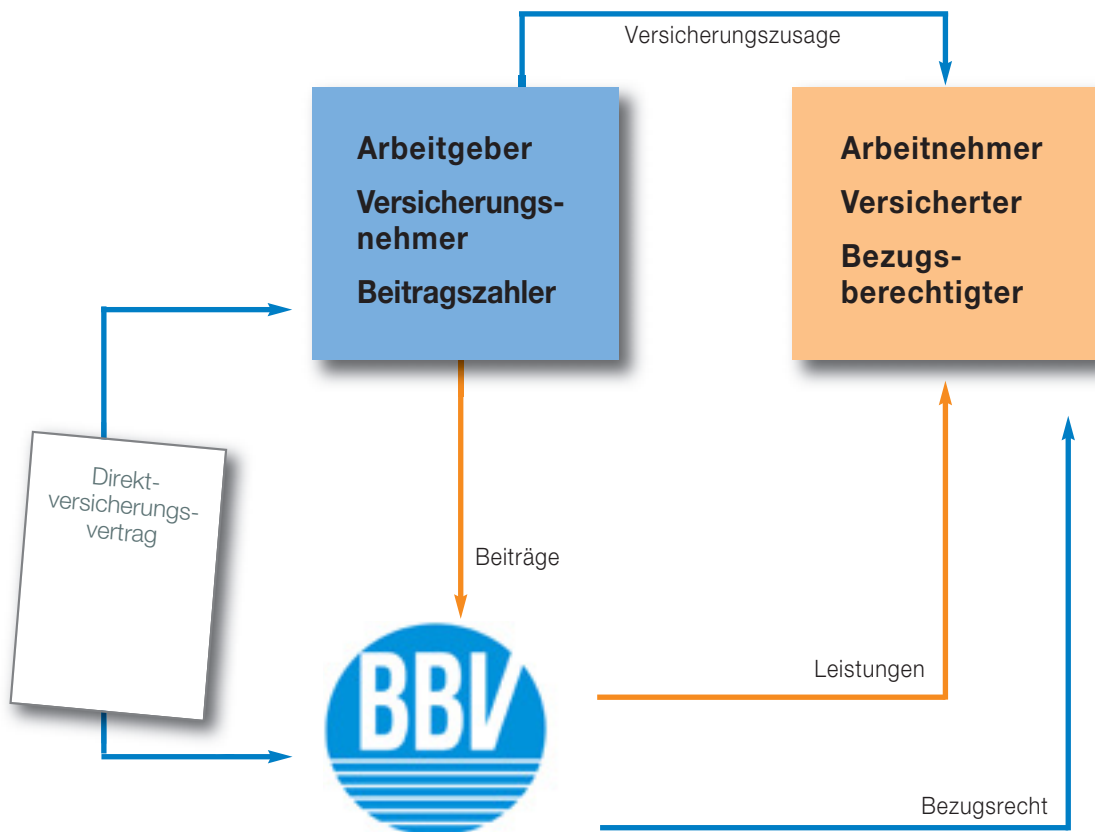 Versicherungszusage
Arbeitgeber
Versicherungs-
nehmer
Beitragszahler
Arbeitnehmer
Versicherter
Bezugs-
berechtigter
Direkt-
versicherungs-
vertrag
Beiträge
BBV
Leistungen
Bezugsrecht